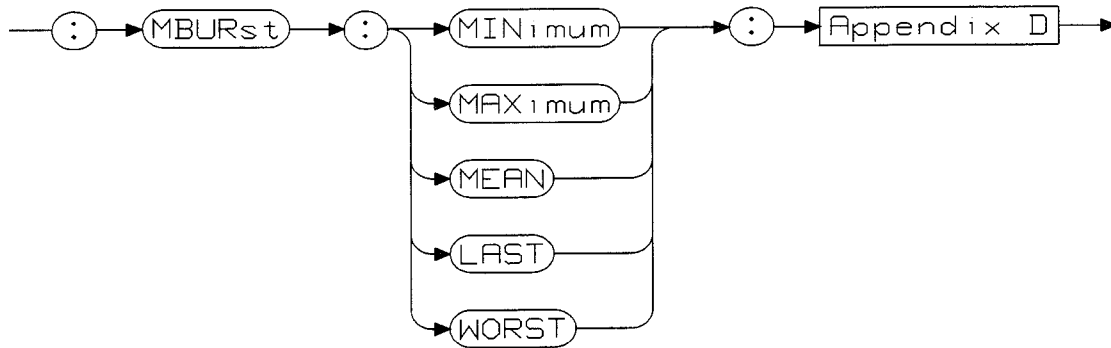 : MBURst : MINimum : Appendix D
MAXimum
MEAN
LAST
WORST